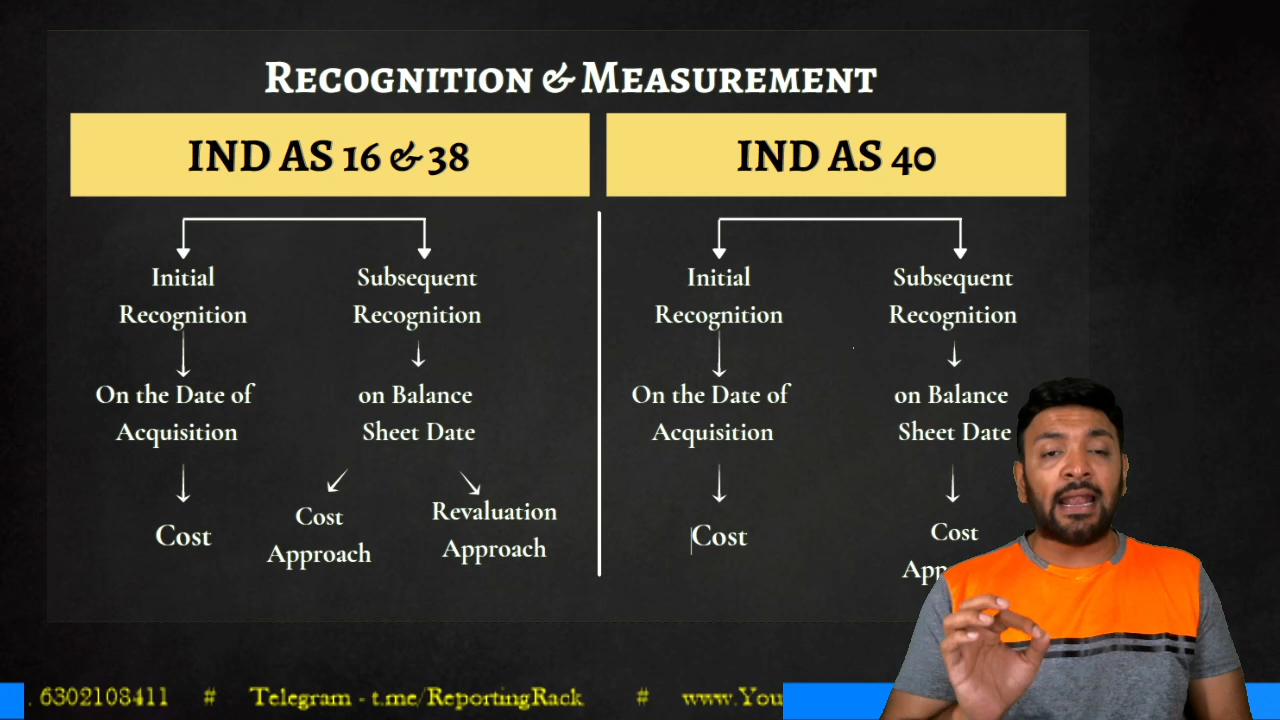 RECOGNITION & MEASUREMENT
IND AS 16 & 38
IND AS 40
Initial
Recognition
Subsequent
Recognition
On the Date of
Acquisition
on Balance
Sheet Date
Cost
Cost
Approach
Revaluation
Approach
Initial
Recognition
Subsequent
Recognition
On the Date of
Acquisition
on Balance
Sheet Date
Cost
Cost
App
. 6302108411 # Telegram - t.me/ReportingRack # www.You